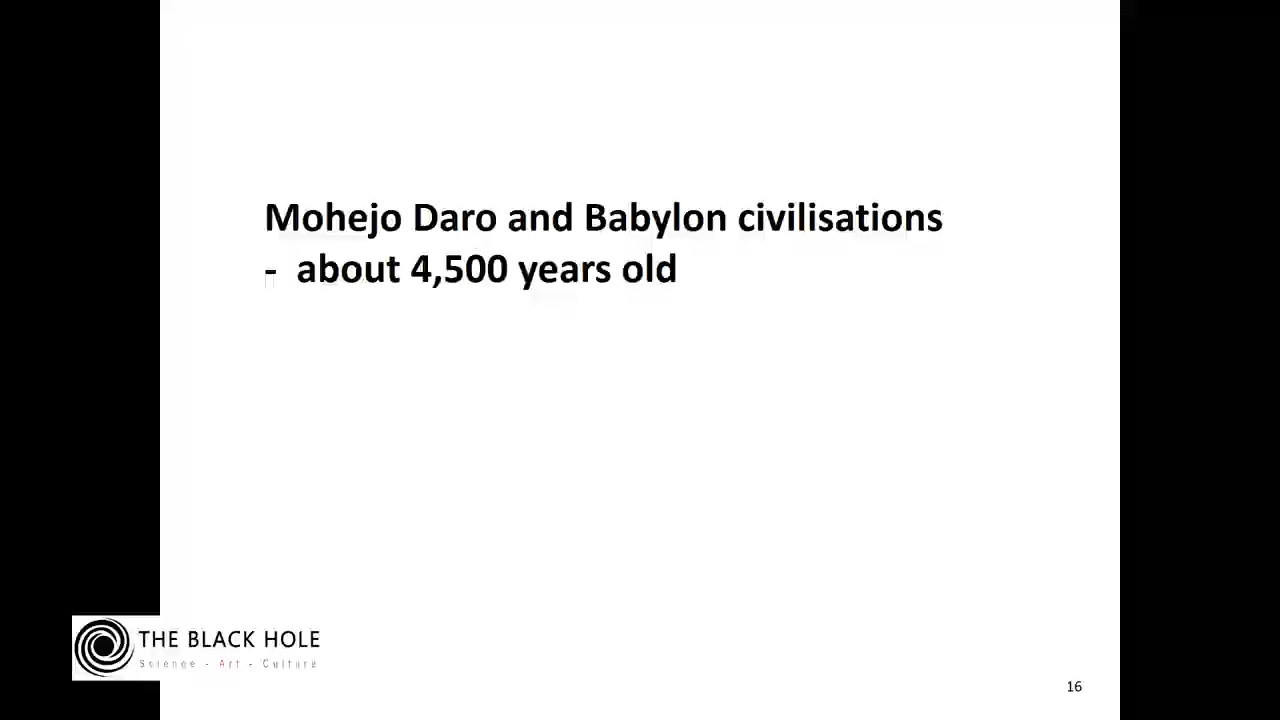 Mohejo Daro and Babylon civilisations
- about 4,500 years old
THE BLACK HOLE
Science - Art - Culture
16